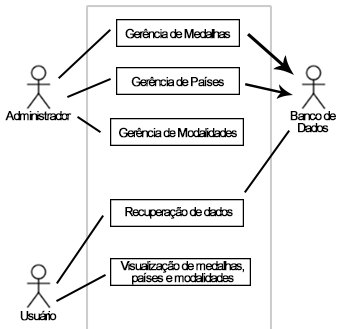 Gerência de Medalhas
Gerência de Países
Administrador
Banco de
Dados
Gerência de Modalidades
Recuperação de dados
Visualização de medalhas,
países e modalidades
Usuário